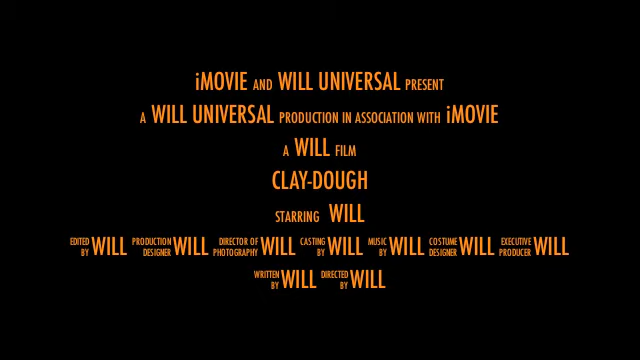 iMOVIE AND WILL UNIVERSAL PRESENT
A WILL UNIVERSAL PRODUCTION IN ASSOCIATION WITH iMOVIE
A WILL FILM
CLAY-DOUGH
STARRING WILL
EDITED BY WILL PRODUCTION DESIGNER WILL DIRECTOR OF PHOTOGRAPHY WILL CASTING BY WILL MUSIC BY WILL COSTUME DESIGNER WILL EXECUTIVE PRODUCER WILL
WRITTEN BY WILL DIRECTED BY WILL